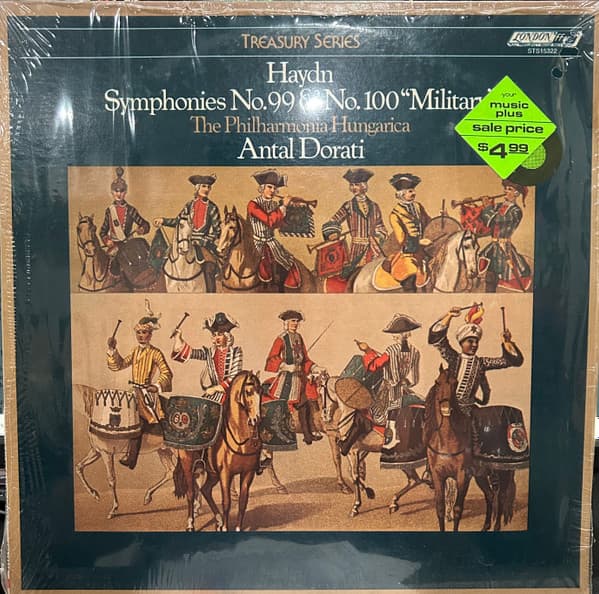 TREASURY SERIES
LONDON ffrr
STS15322
Haydn
Symphonies No.99 & No.100 “Militar
The Philharmonia Hungarica
Antal Dorati
your
music
plus
sale price
$4.99